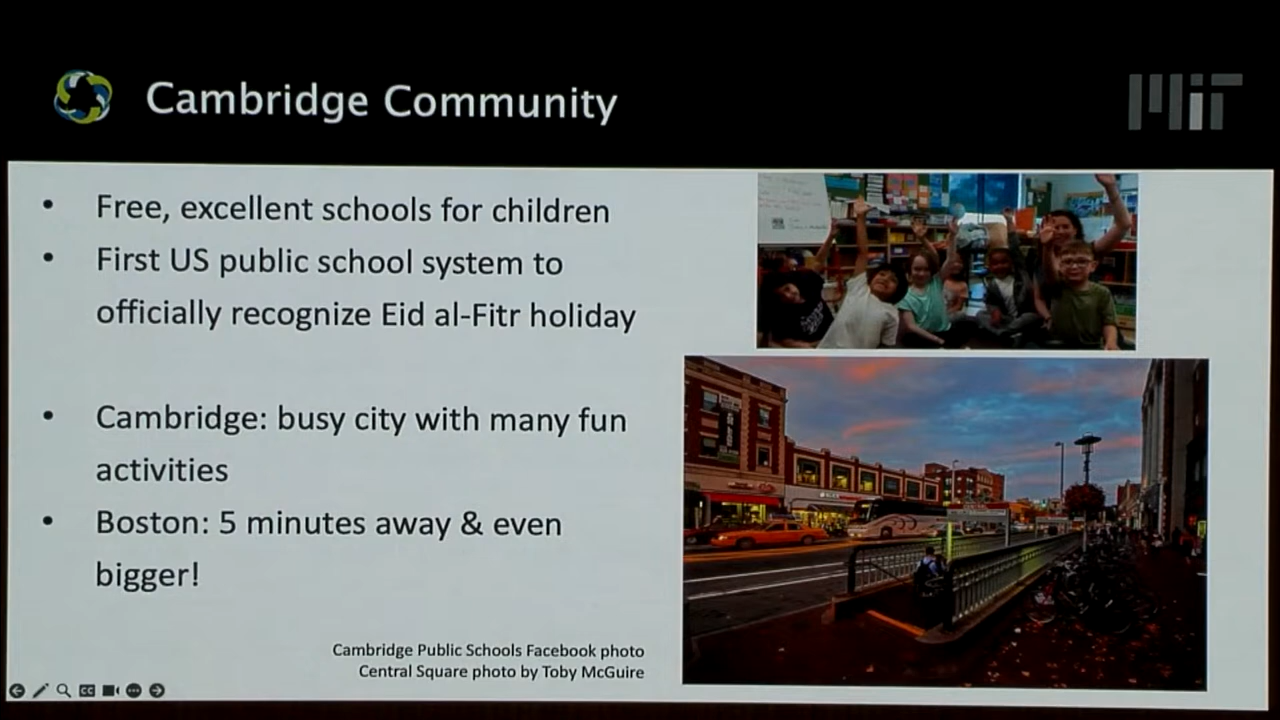 Cambridge Community
MIT
• Free, excellent schools for children
• First US public school system to
officially recognize Eid al-Fitr holiday
• Cambridge: busy city with many fun
activities
• Boston: 5 minutes away & even
bigger!
Cambridge Public Schools Facebook photo
Central Square photo by Toby McGuire
CC